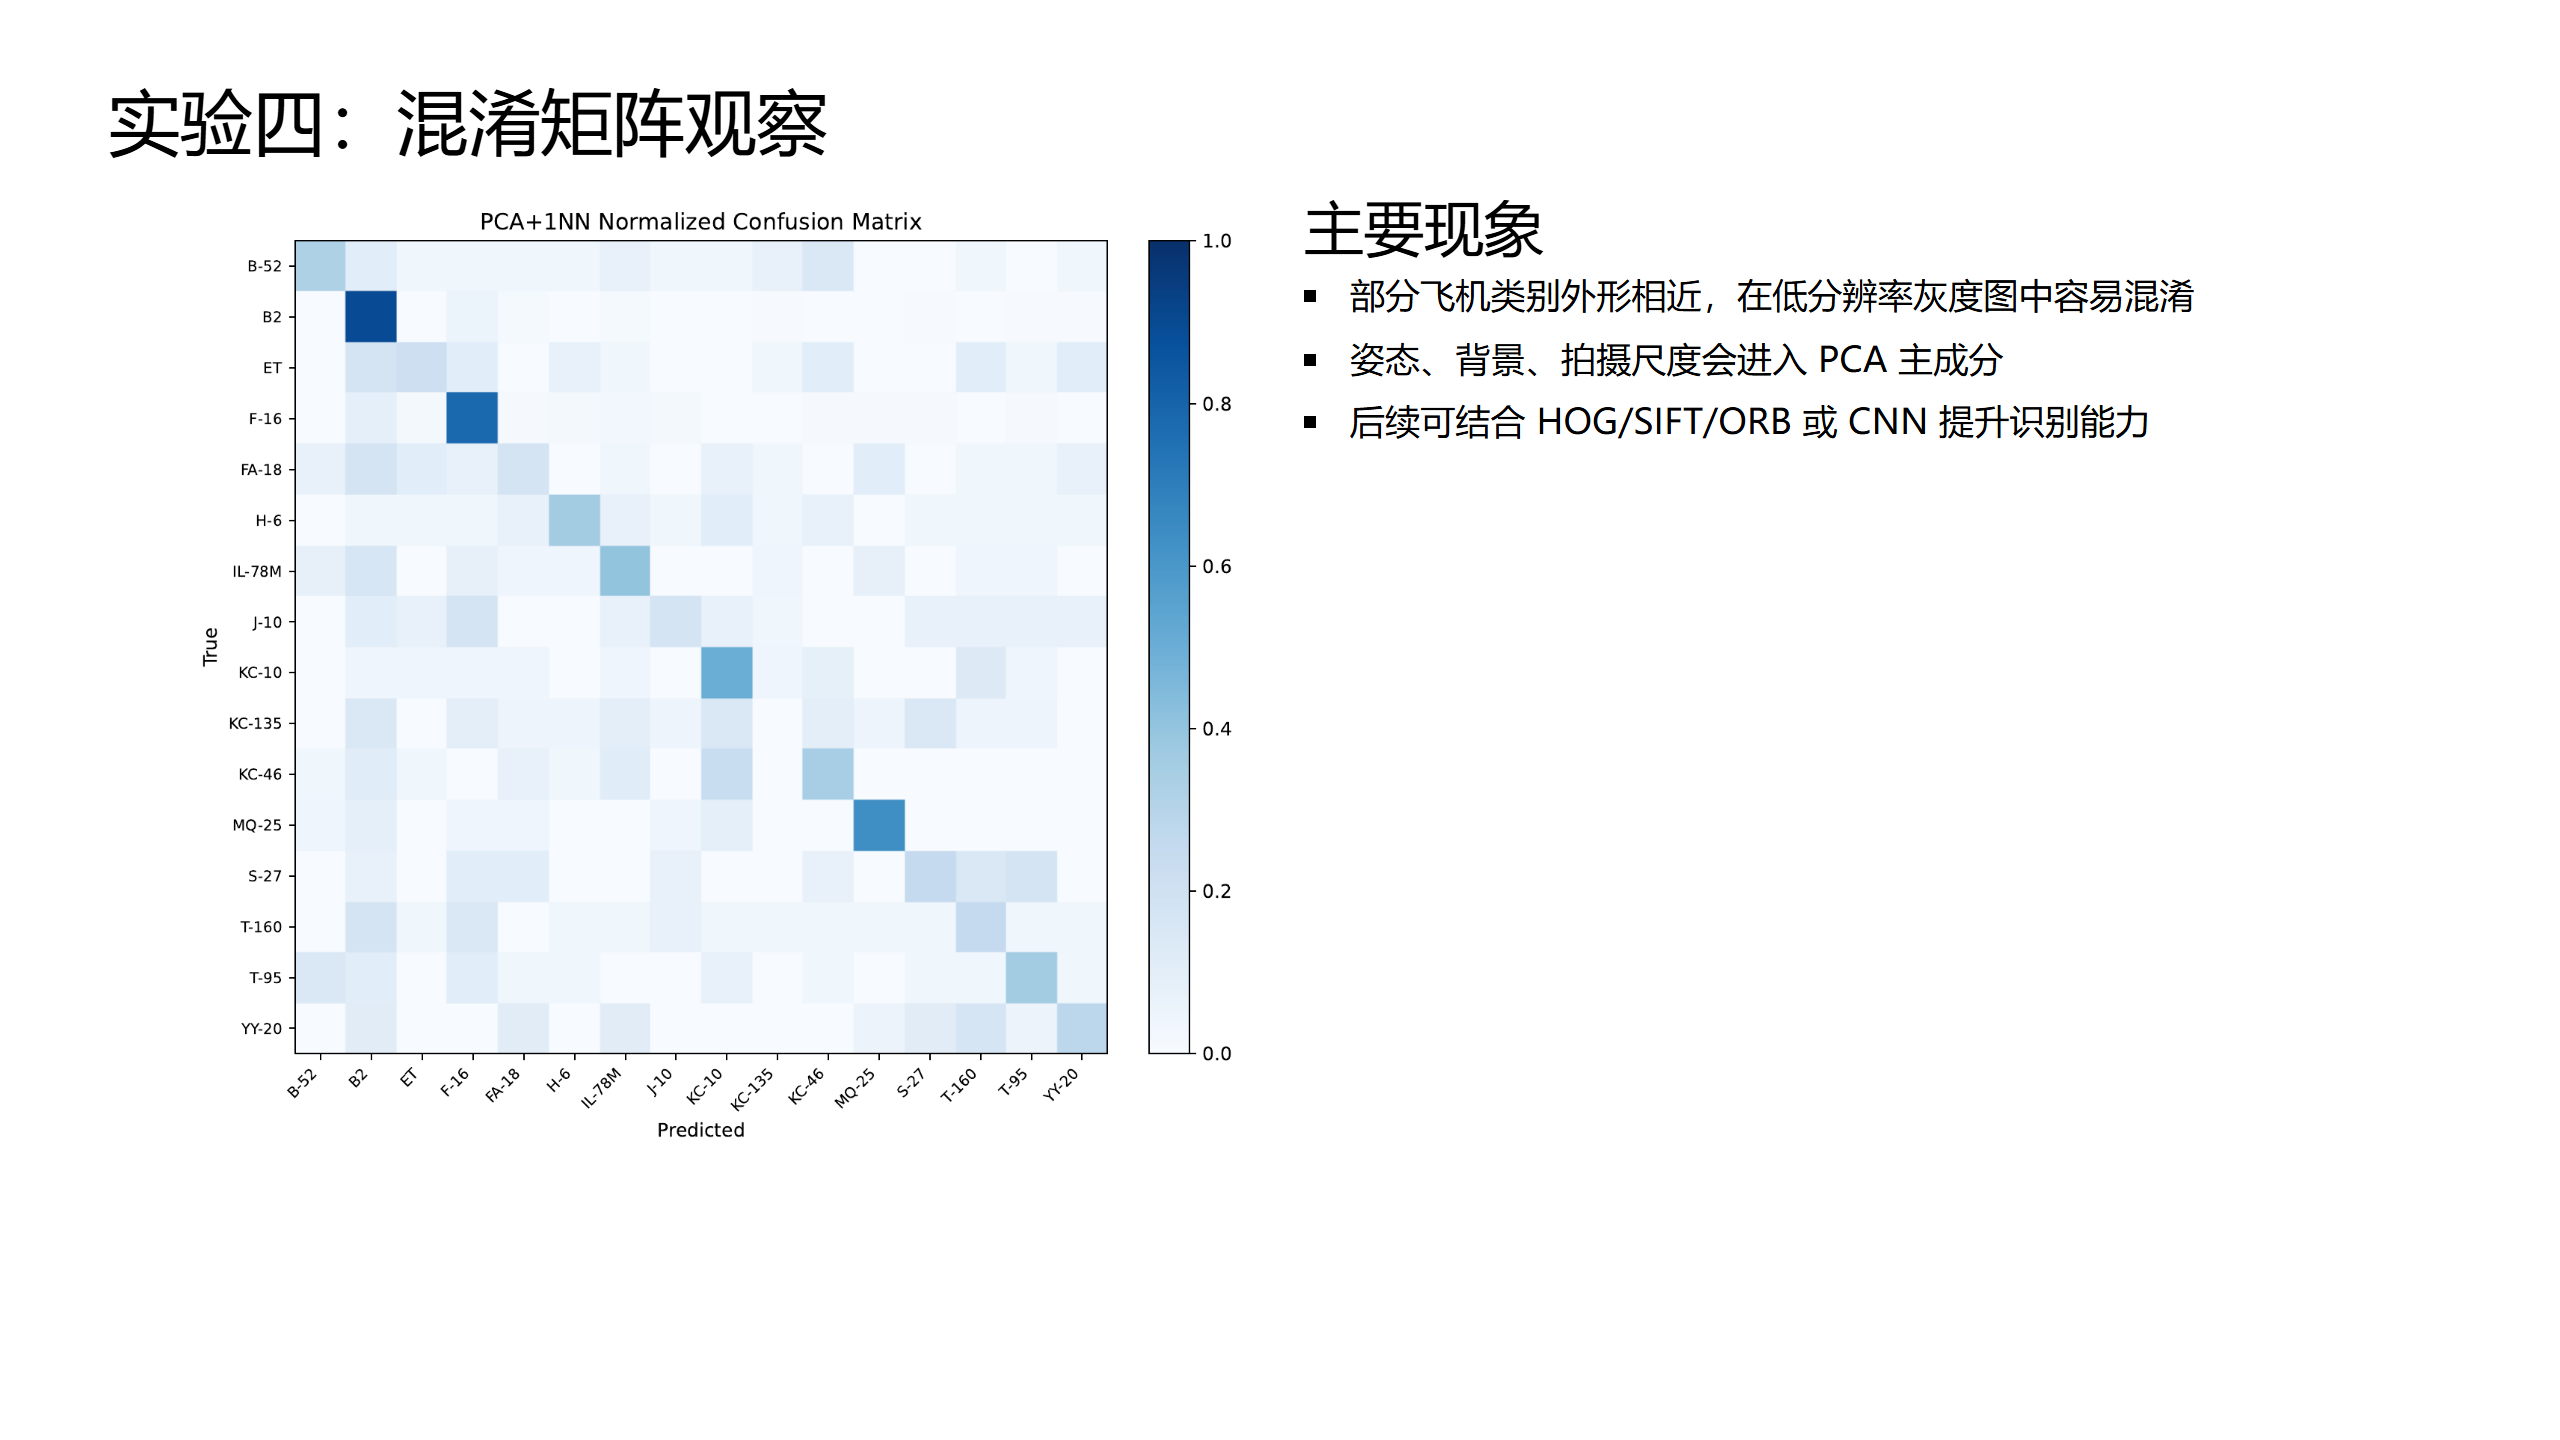 实验四：混淆矩阵观察
PCA+1NN Normalized Confusion Matrix
True
B-52
B2
ET
F-16
FA-18
H-6
IL-78M
J-10
KC-10
KC-135
KC-46
MQ-25
S-27
T-160
T-95
YY-20
B-52
B2
ET
F-16
FA-18
H-6
IL-78M
J-10
KC-10
KC-135
KC-46
MQ-25
S-27
T-160
T-95
YY-20
Predicted
1.0
0.8
0.6
0.4
0.2
0.0
主要现象
▪ 部分飞机类别外形相近，在低分辨率灰度图中容易混淆
▪ 姿态、背景、拍摄尺度会进入 PCA 主成分
▪ 后续可结合 HOG/SIFT/ORB 或 CNN 提升识别能力